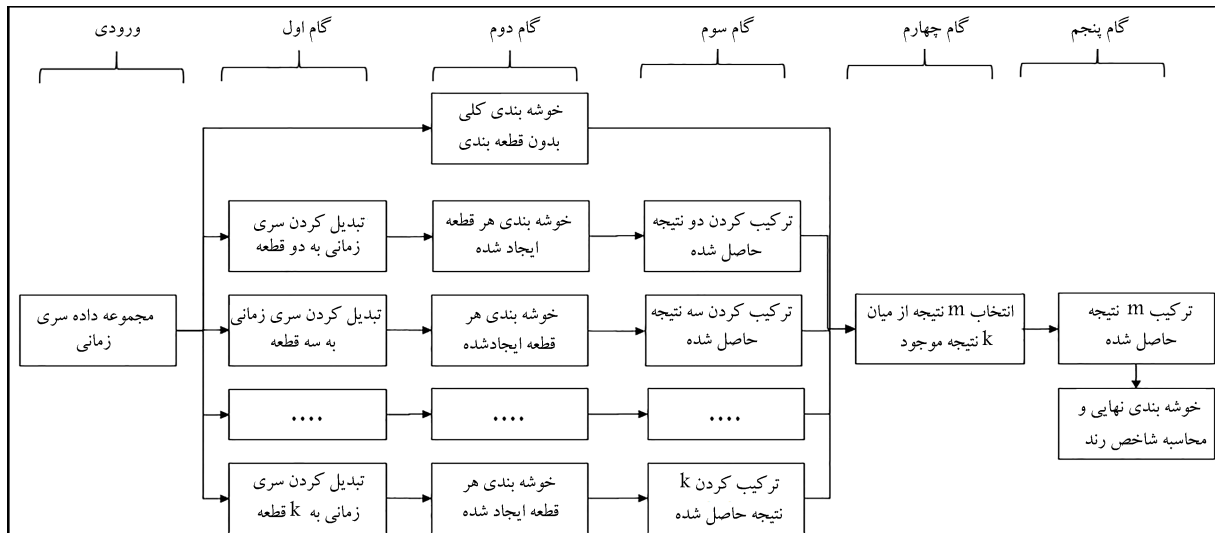 ورودی
گام اول
گام دوم
گام سوم
گام چهارم
گام پنجم
خوشه بندی کلی
بدون قطعه بندی
تبدیل کردن سری
زمانی به دو قطعه
خوشه بندی هر قطعه
ایجاد شده
ترکیب کردن دو نتیجه
حاصل شده
مجموعه داده سری
زمانی
تبدیل کردن سری زمانی
به سه قطعه
خوشه بندی هر
قطعه ایجادشده
ترکیب کردن سه نتیجه
حاصل شده
انتخاب m نتیجه از میان
k نتیجه موجود
ترکیب m نتیجه
حاصل شده
....
....
....
خوشه بندی نهایی و
محاسبه شاخص رند
تبدیل کردن سری
زمانی به k قطعه
خوشه بندی هر
قطعه ایجاد شده
ترکیب کردن k
نتیجه حاصل شده